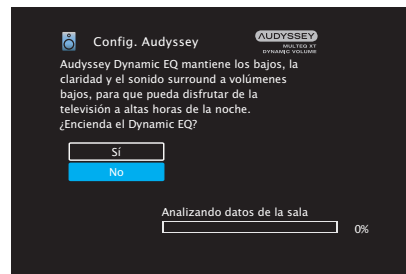 Config. Audyssey
AUDYSSEY
MULTEQ XT
DYNAMIC VOLUME
Audyssey Dynamic EQ mantiene los bajos, la
claridad y el sonido surround a volúmenes
bajos, para que pueda disfrutar de la
televisión a altas horas de la noche.
¿Encienda el Dynamic EQ?
Sí
No
Analizando datos de la sala
0%